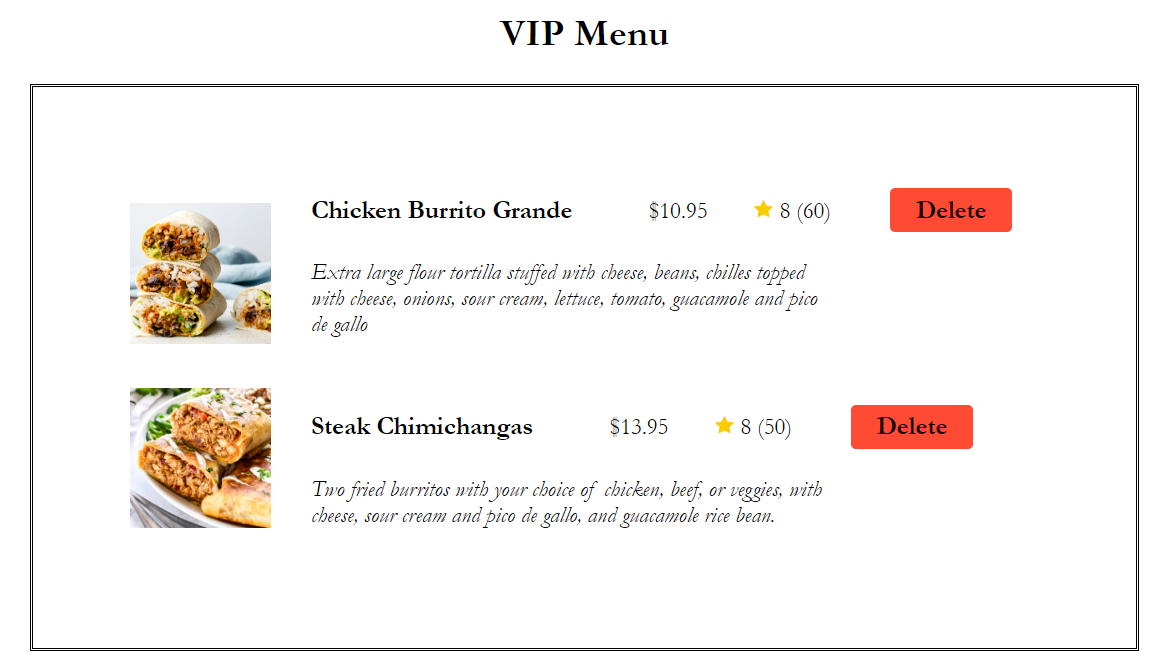 VIP Menu
Chicken Burrito Grande $10.95 8 (60) Delete
Extra large flour tortilla stuffed with cheese, beans, chilles topped
with cheese, onions, sour cream, lettuce, tomato, guacamole and pico
de gallo
Steak Chimichangas $13.95 8 (50) Delete
Two fried burritos with your choice of  chicken, beef, or veggies, with
cheese, sour cream and pico de gallo, and guacamole rice bean.